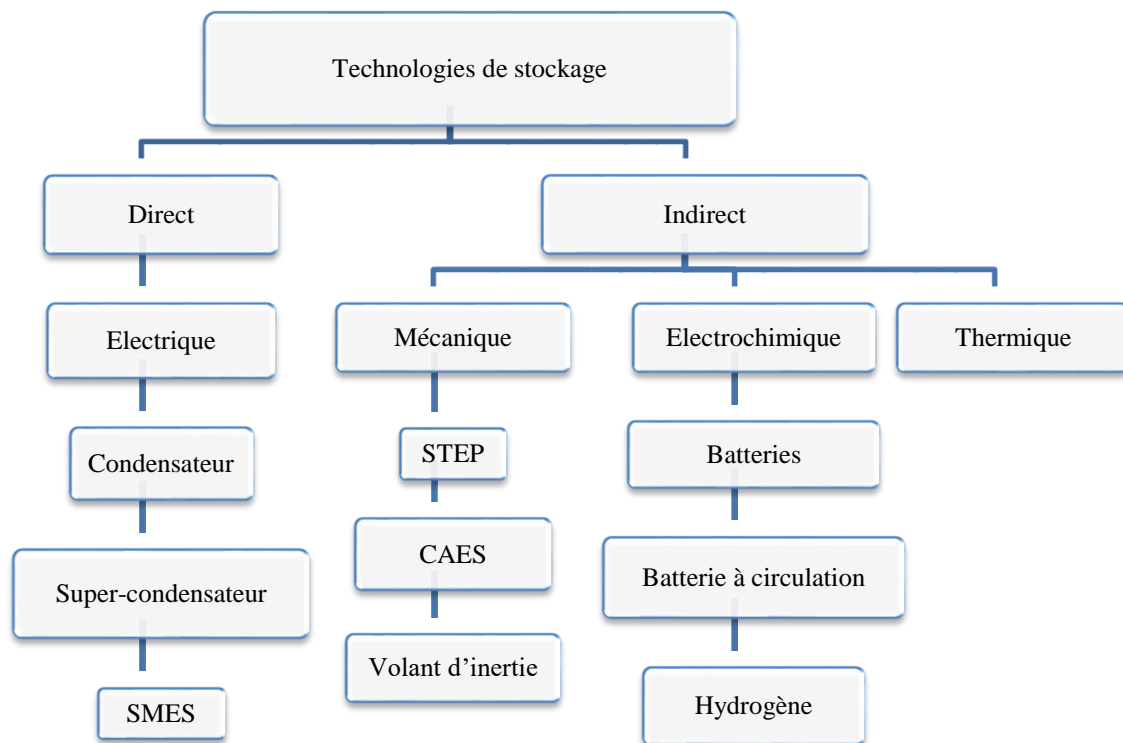 Technologies de stockage
Direct
Indirect
Electrique
Mécanique
Electrochimique
Thermique
Condensateur
STEP
Batteries
Super-condensateur
CAES
Batterie à circulation
SMES
Volant d’inertie
Hydrogène